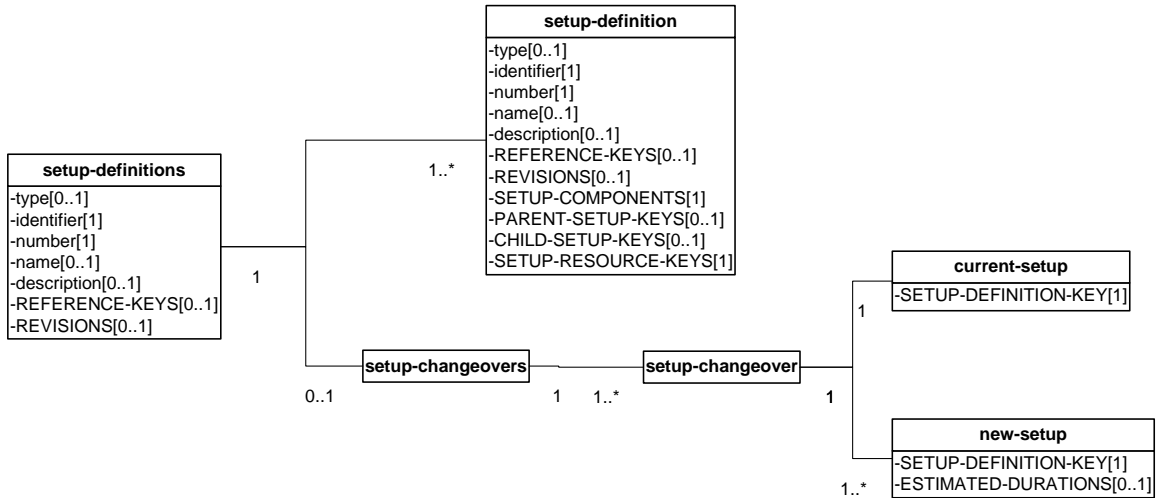 setup-definition
-type[0..1]
-identifier[1]
-number[1]
-name[0..1]
-description[0..1]
-REFERENCE-KEYS[0..1]
-REVISIONS[0..1]
-SETUP-COMPONENTS[1]
-PARENT-SETUP-KEYS[0..1]
-CHILD-SETUP-KEYS[0..1]
-SETUP-RESOURCE-KEYS[1]
1..*
setup-definitions
-type[0..1]
-identifier[1]
-number[1]
-name[0..1]
-description[0..1]
-REFERENCE-KEYS[0..1]
-REVISIONS[0..1]
1
0..1
setup-changeovers
1
1..*
setup-changeover
1
current-setup
-SETUP-DEFINITION-KEY[1]
1
new-setup
-SETUP-DEFINITION-KEY[1]
-ESTIMATED-DURATIONS[0..1]
1..*